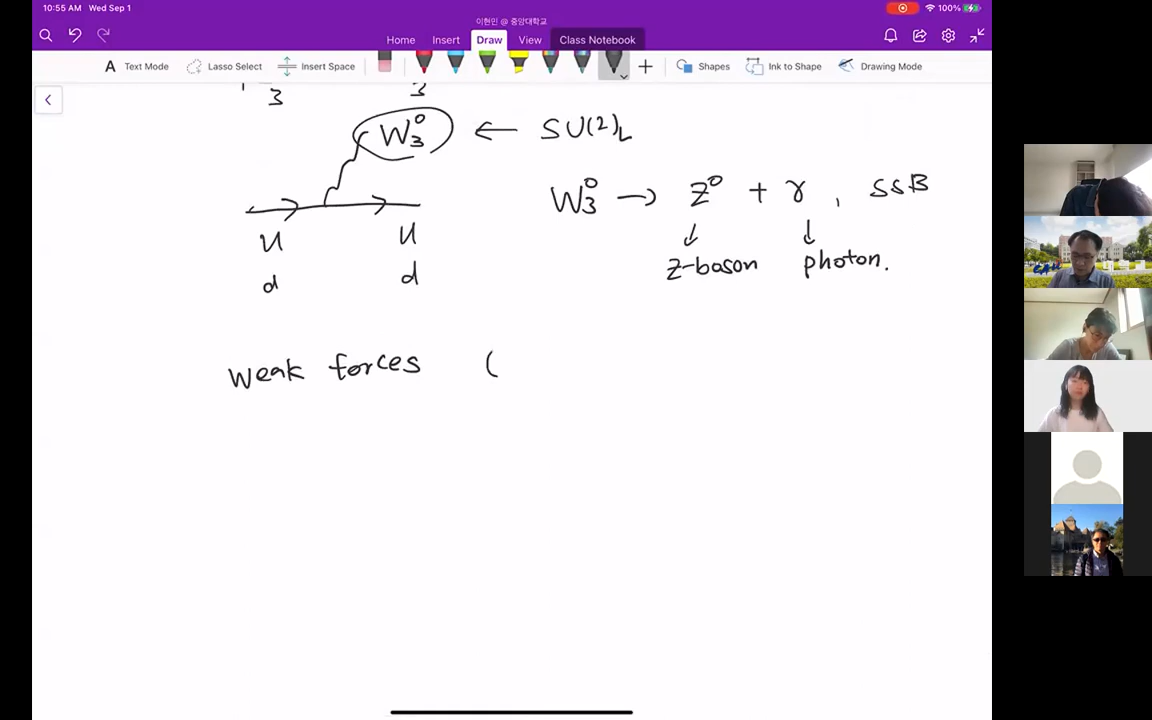 10:55 AM Wed Sep 1
100%
이현민 @ 중앙대학교
Home Insert Draw View Class Notebook
A Text Mode Lasso Select Insert Space + Shapes Ink to Shape Drawing Mode
3 3
W₃⁰ ← SU(2)L
W₃⁰ → Z⁰ + γ , SSB
u u
↓ ↓
d d
Z-boson photon.
weak forces (